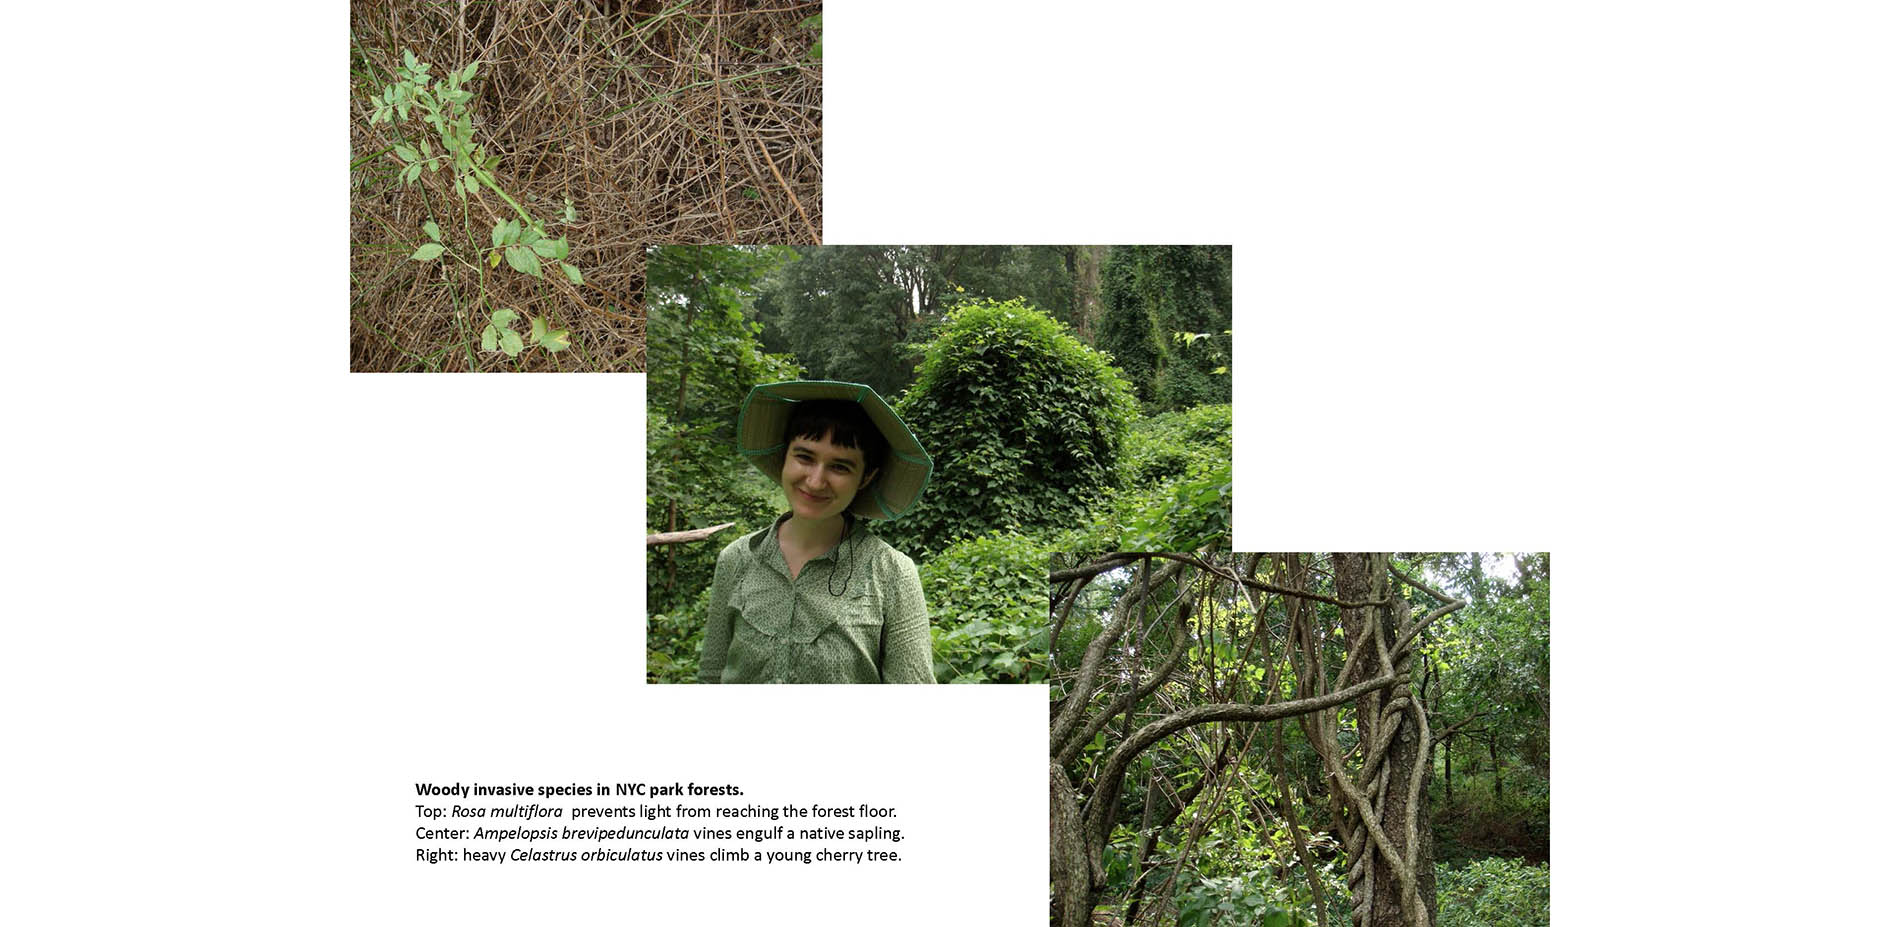 Woody invasive species in NYC park forests.
Top: Rosa multiflora prevents light from reaching the forest floor.
Center: Ampelopsis brevipedunculata vines engulf a native sapling.
Right: heavy Celastrus orbiculatus vines climb a young cherry tree.